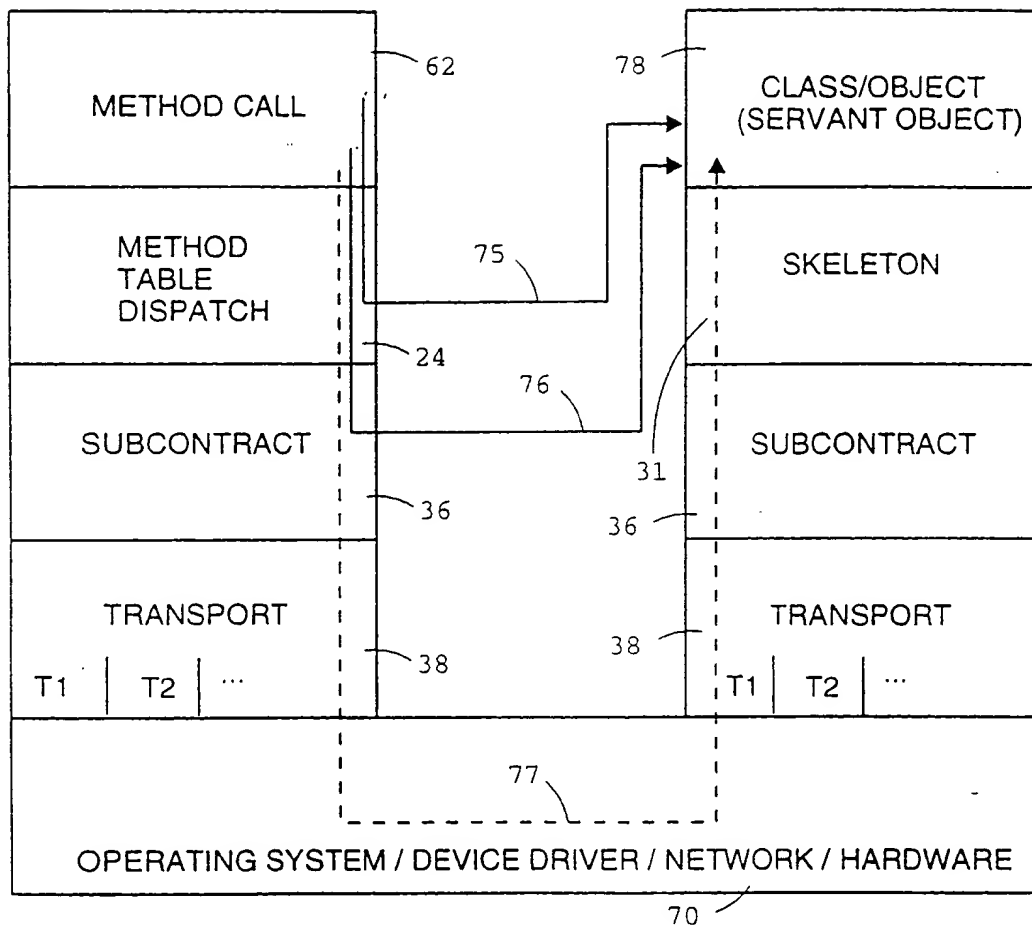 62
METHOD CALL
78
CLASS/OBJECT
(SERVANT OBJECT)
METHOD
TABLE
DISPATCH
75
24
SKELETON
76
31
SUBCONTRACT
36
SUBCONTRACT
36
TRANSPORT
38
T1 T2 ...
TRANSPORT
38
T1 T2 ...
77
OPERATING SYSTEM / DEVICE DRIVER / NETWORK / HARDWARE
70